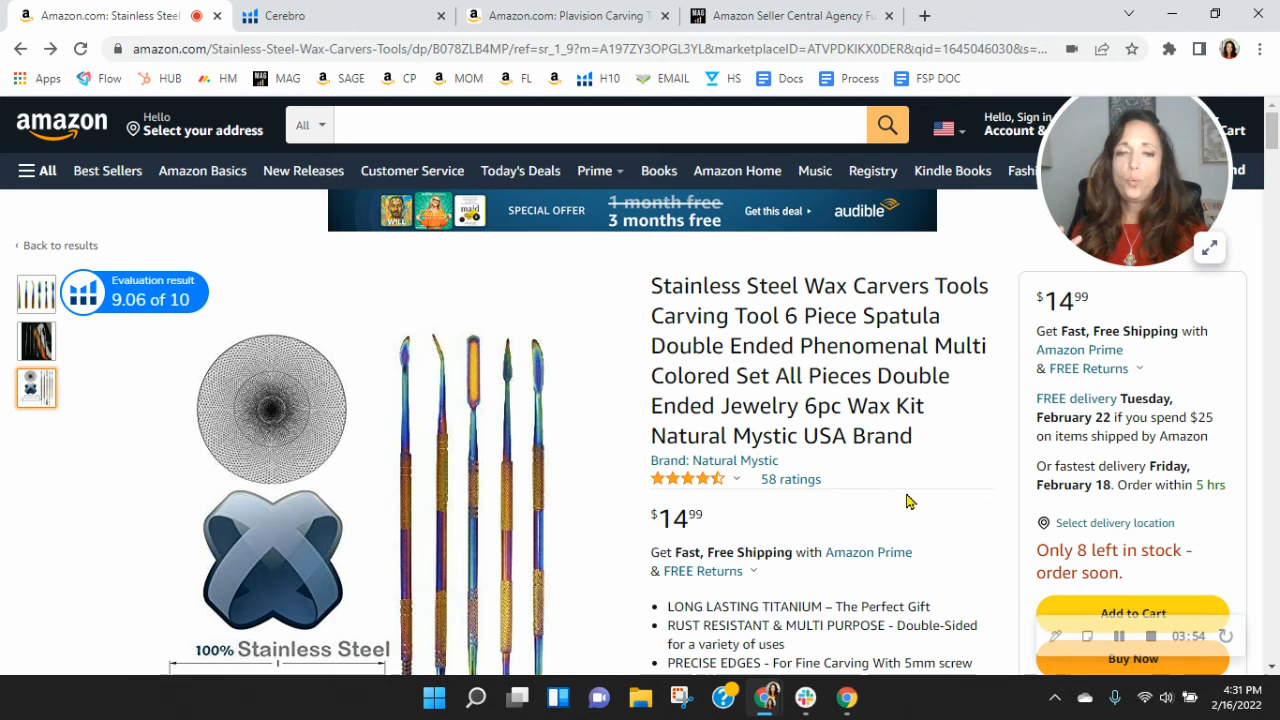 Amazon.com: Stainless Steel
Cerebro
Amazon.com: Plavision Carving T
Amazon Seller Central Agency Fu
amazon.com/Stainless-Steel-Wax-Carvers-Tools/dp/B078ZLB4MP/ref=sr_1_9?m=A197ZY3OPGL3YL&marketplaceID=ATVPDKIKX0DER&qid=1645046030&s=...
Apps Flow HUB HM MAG SAGE CP MOM FL H10 EMAIL HS Docs Process FSP DOC
amazon
Hello
Select your address
All
Hello, Sign in
Account &
Cart
All Best Sellers Amazon Basics New Releases Customer Service Today's Deals Prime Books Amazon Home Music Registry Kindle Books Fash
SPECIAL OFFER
1 month free
3 months free
Get this deal
audible
‹ Back to results
Evaluation result
9.06 of 10
100% Stainless Steel
Stainless Steel Wax Carvers Tools
Carving Tool 6 Piece Spatula
Double Ended Phenomenal Multi
Colored Set All Pieces Double
Ended Jewelry 6pc Wax Kit
Natural Mystic USA Brand
Brand: Natural Mystic
58 ratings
$1499
Get Fast, Free Shipping with Amazon Prime
& FREE Returns
• LONG LASTING TITANIUM – The Perfect Gift
• RUST RESISTANT & MULTI PURPOSE - Double-Sided
for a variety of uses
• PRECISE EDGES - For Fine Carving With 5mm screw
$1499
Get Fast, Free Shipping with
Amazon Prime
& FREE Returns
FREE delivery Tuesday,
February 22 if you spend $25
on items shipped by Amazon
Or fastest delivery Friday,
February 18. Order within 5 hrs
Select delivery location
Only 8 left in stock -
order soon.
Add to Cart
03:54
Buy Now
4:31 PM
2/16/2022